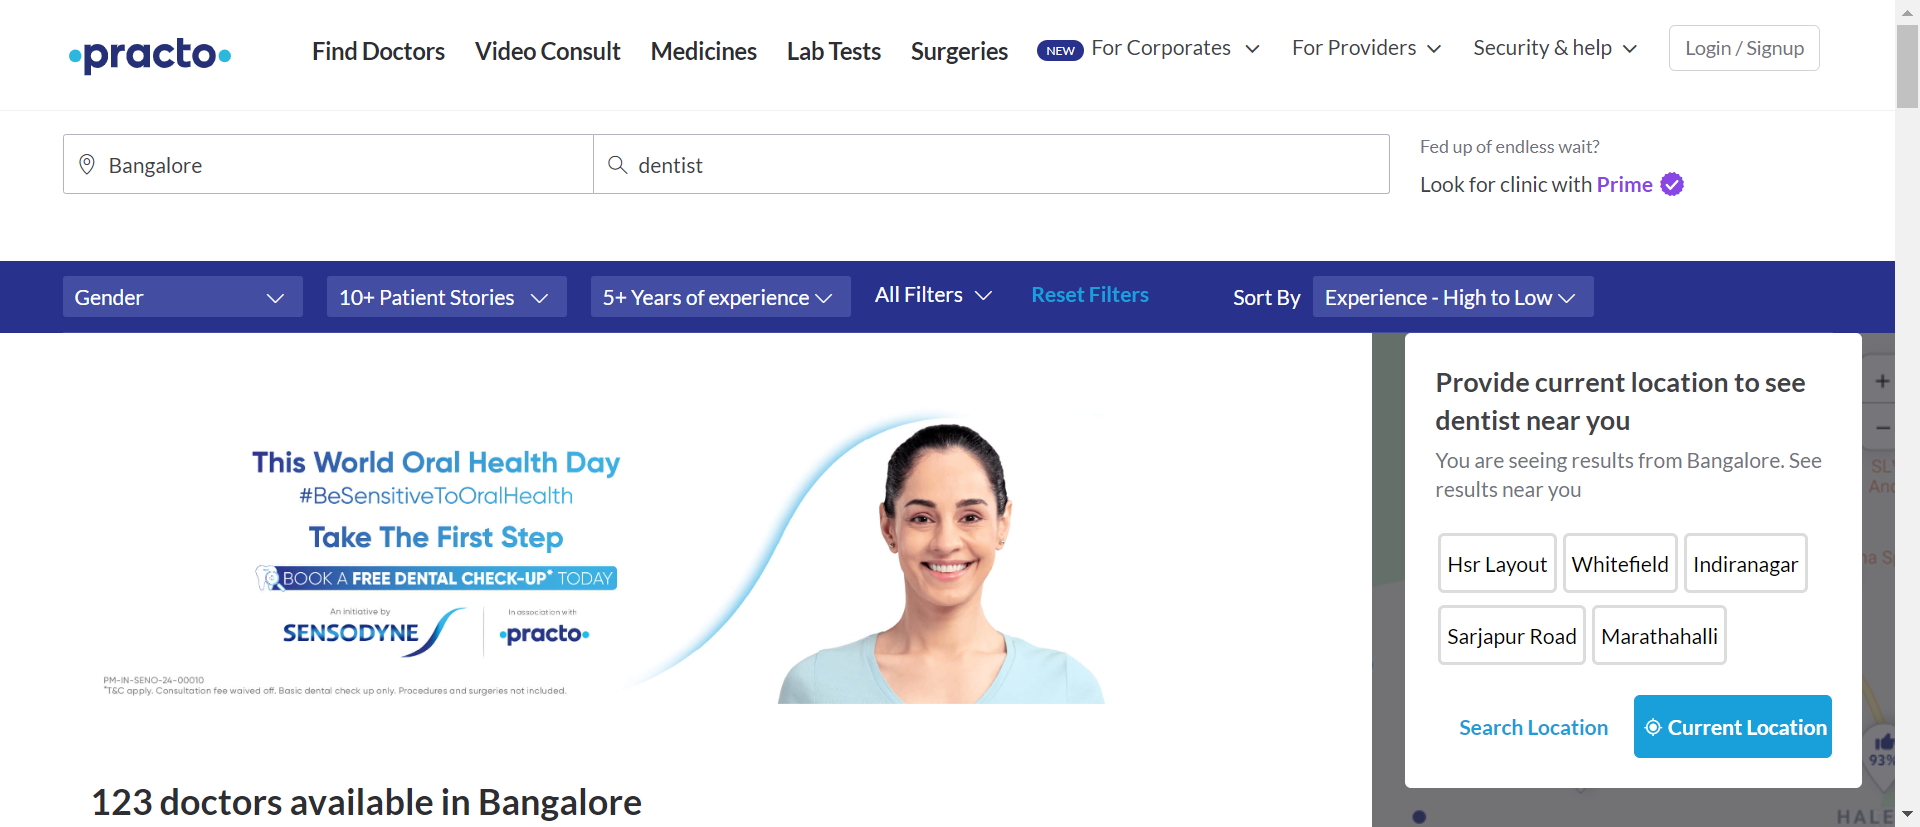 practo
Find Doctors
Video Consult
Medicines
Lab Tests
Surgeries
NEW For Corporates
For Providers
Security & help
Login / Signup
Bangalore
dentist
Fed up of endless wait?
Look for clinic with Prime
Gender
10+ Patient Stories
5+ Years of experience
All Filters
Reset Filters
Sort By
Experience - High to Low
This World Oral Health Day
#BeSensitiveToOralHealth
Take The First Step
BOOK A FREE DENTAL CHECK-UP* TODAY
An initiative by
SENSODYNE
In association with
practo
PM-IN-SENO-24-00010
*T&C apply. Consultation fee waived off. Basic dental check up only. Procedures and surgeries not included.
123 doctors available in Bangalore
Provide current location to see
dentist near you
You are seeing results from Bangalore. See
results near you
Hsr Layout
Whitefield
Indiranagar
Sarjapur Road
Marathahalli
Search Location
Current Location
+
−
93%